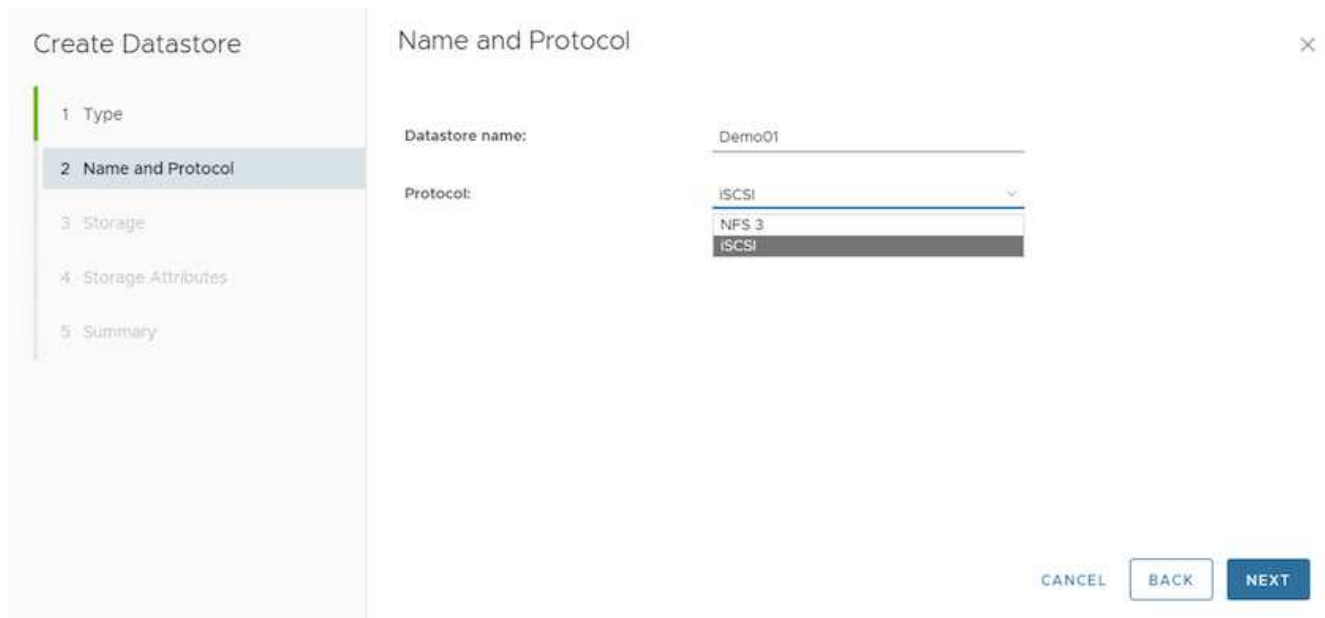 Create Datastore
1 Type
2 Name and Protocol
3 Storage
4 Storage Attributes
5 Summary
Name and Protocol
Datastore name:
Demo01
Protocol:
iSCSI
NFS 3
iSCSI
CANCEL
BACK
NEXT